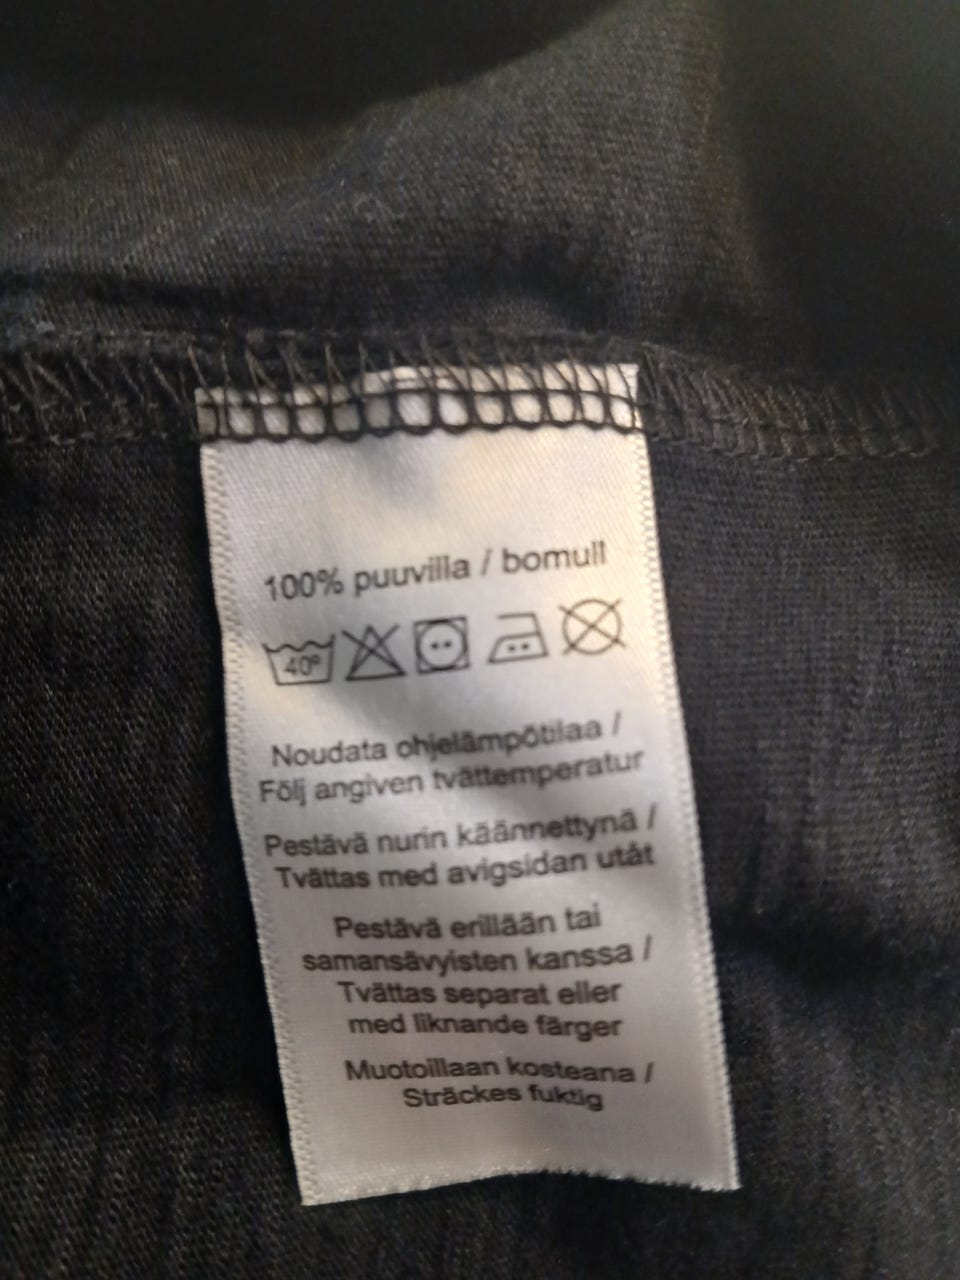 100% puuvilla / bomull
40°
Noudata ohjelämpötilaa /
Följ angiven tvättemperatur
Pestävä nurin käännettynä /
Tvättas med avigsidan utåt
Pestävä erillään tai
samansävyisten kanssa /
Tvättas separat eller
med liknande färger
Muotoillaan kosteana /
Sträckes fuktig